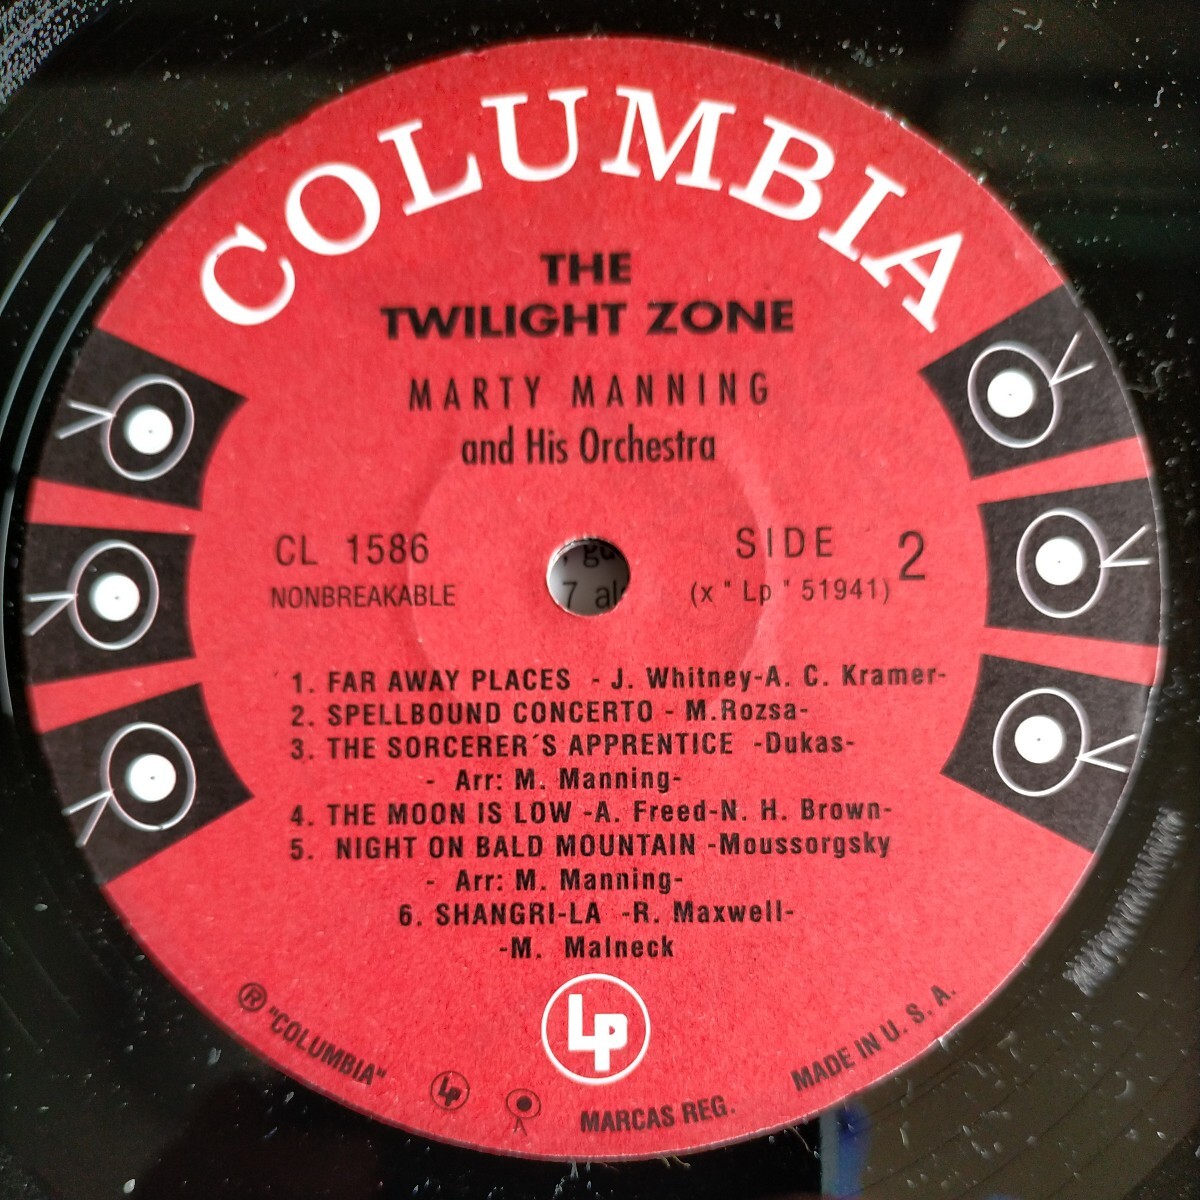 COLUMBIA
THE
TWILIGHT ZONE
MARTY MANNING
and His Orchestra
CL 1586
NONBREAKABLE
SIDE 2
(x " Lp " 51941)
7
1. FAR AWAY PLACES - J. Whitney-A. C. Kramer-
2. SPELLBOUND CONCERTO - M.Rozsa-
3. THE SORCERER´S APPRENTICE -Dukas-
- Arr: M. Manning-
4. THE MOON IS LOW -A. Freed-N. H. Brown-
5. NIGHT ON BALD MOUNTAIN -Moussorgsky
- Arr: M. Manning-
6. SHANGRI-LA -R. Maxwell-
-M. Malneck
LP
® "COLUMBIA" LP MARCAS REG. MADE IN U. S. A.